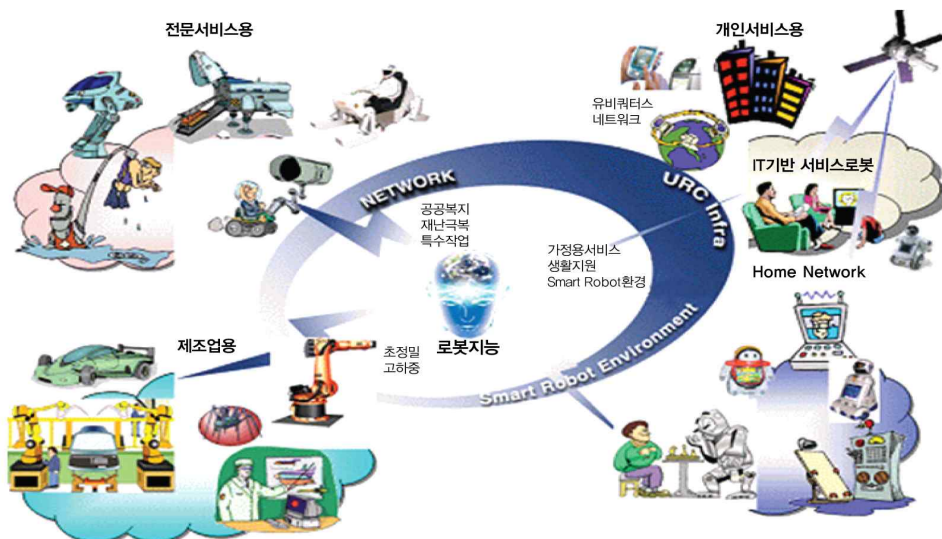 전문서비스용
개인서비스용
유비쿼터스
네트워크
IT기반 서비스로봇
NETWORK
URC Infra
공공복지
재난극복
특수작업
가정용서비스
생활지원
Smart Robot환경
Home Network
제조업용
초정밀
고하중
로봇지능
Smart Robot Environment